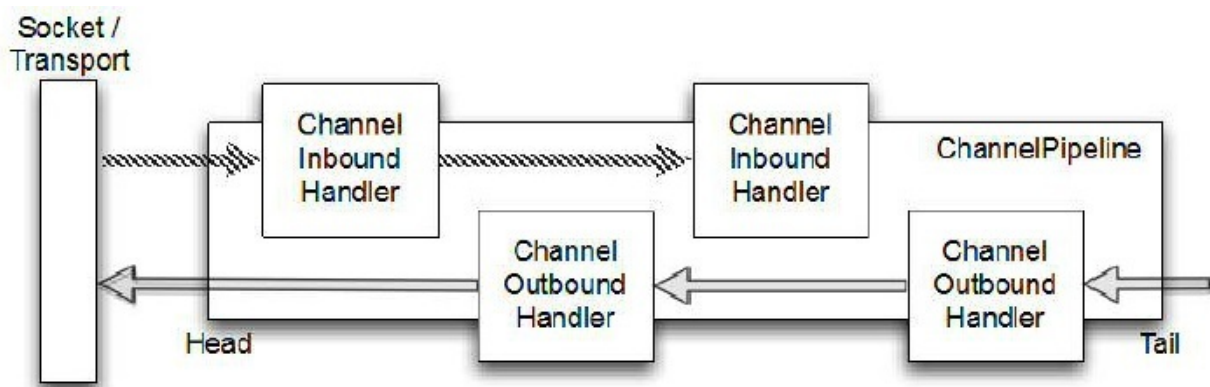 Socket /
Transport
Channel
Inbound
Handler
Channel
Inbound
Handler
ChannelPipeline
Channel
Outbound
Handler
Channel
Outbound
Handler
Head
Tail